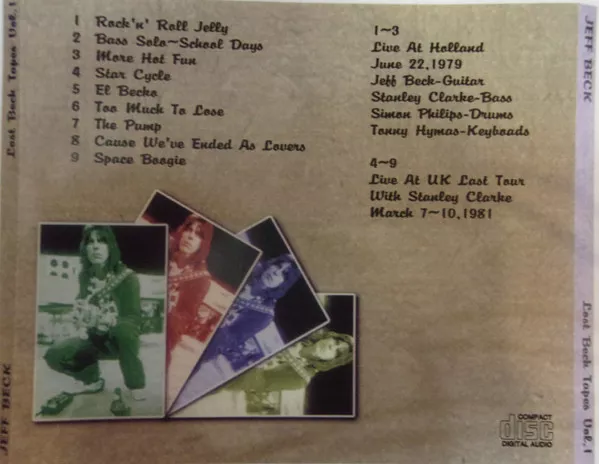 1 Rock'n' Roll Jelly
2 Bass Solo~School Days
3 More Hot Fun
4 Star Cycle
5 El Becko
6 Too Much To Lose
7 The Pump
8 Cause We've Ended As Lovers
9 Space Boogie
1~3
Live At Holland
June 22,1979
Jeff Beck-Guitar
Stanley Clarke-Bass
Simon Philips-Drums
Tonny Hymas-Keyboads
4~9
Live At UK Last Tour
With Stanley Clarke
March 7~10,1981
Lost Beck Tapes Vol.1
JEFF BECK
JEFF BECK
Lost Beck Tapes Vol.1
COMPACT
disc
DIGITAL AUDIO